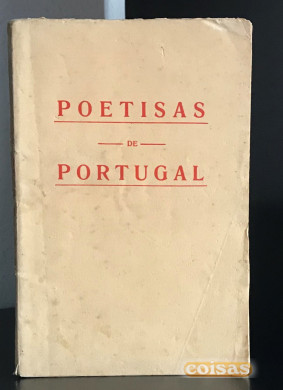 POETISAS
DE
PORTUGAL
coisas